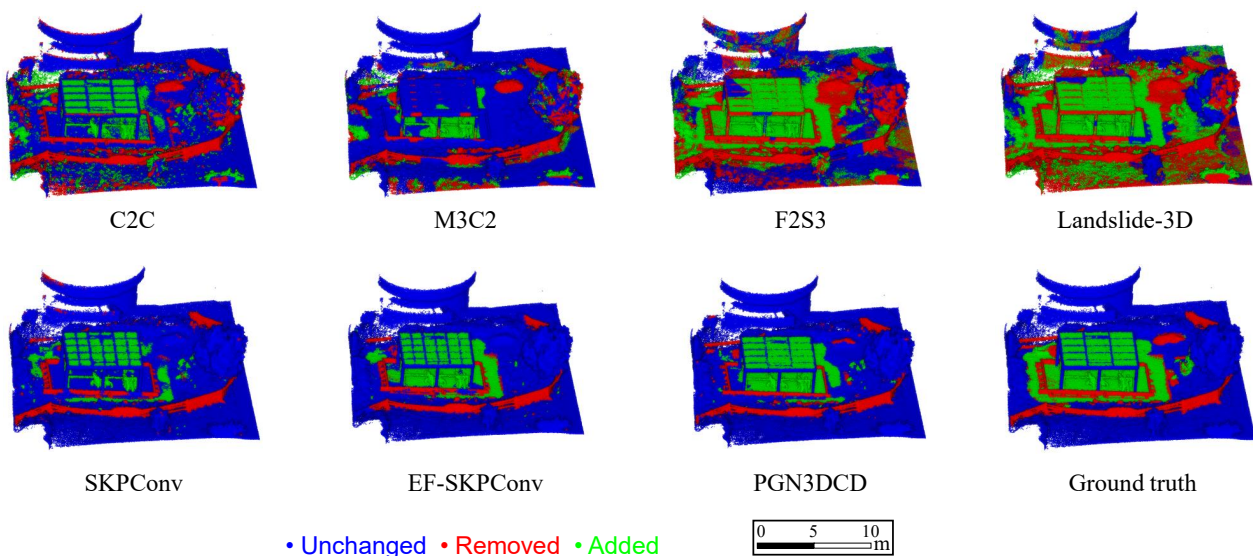 C2C M3C2 F2S3 Landslide-3D
SKPConv EF-SKPConv PGN3DCD Ground truth
• Unchanged • Removed • Added
0 5 10
m